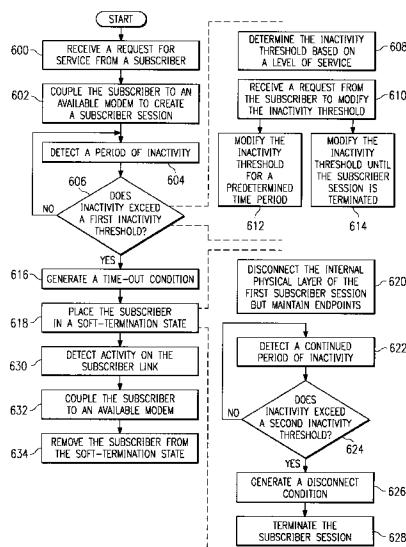 START
600
RECEIVE A REQUEST FOR
SERVICE FROM A SUBSCRIBER
602
COUPLE THE SUBSCRIBER TO AN
AVAILABLE MODEM TO CREATE
A SUBSCRIBER SESSION
DETECT A PERIOD OF INACTIVITY
604
606
DOES
INACTIVITY EXCEED
A FIRST INACTIVITY
THRESHOLD?
NO
YES
616
GENERATE A TIME-OUT CONDITION
618
PLACE THE SUBSCRIBER
IN A SOFT-TERMINATION STATE
630
DETECT ACTIVITY ON THE
SUBSCRIBER LINK
632
COUPLE THE SUBSCRIBER
TO AN AVAILABLE MODEM
634
REMOVE THE SUBSCRIBER FROM
THE SOFT-TERMINATION STATE
DETERMINE THE INACTIVITY
THRESHOLD BASED ON
A LEVEL OF SERVICE
608
RECEIVE A REQUEST FROM
THE SUBSCRIBER TO MODIFY
THE INACTIVITY THRESHOLD
610
MODIFY THE
INACTIVITY
THRESHOLD
FOR A
PREDETERMINED
TIME PERIOD
612
MODIFY THE
INACTIVITY
THRESHOLD UNTIL
THE SUBSCRIBER
SESSION IS
TERMINATED
614
DISCONNECT THE INTERNAL
PHYSICAL LAYER OF THE
FIRST SUBSCRIBER SESSION
BUT MAINTAIN ENDPOINTS
620
DETECT A CONTINUED
PERIOD OF INACTIVITY
622
DOES
INACTIVITY EXCEED
A SECOND INACTIVITY
THRESHOLD?
NO
624
YES
GENERATE A DISCONNECT
CONDITION
626
TERMINATE THE
SUBSCRIBER SESSION
628